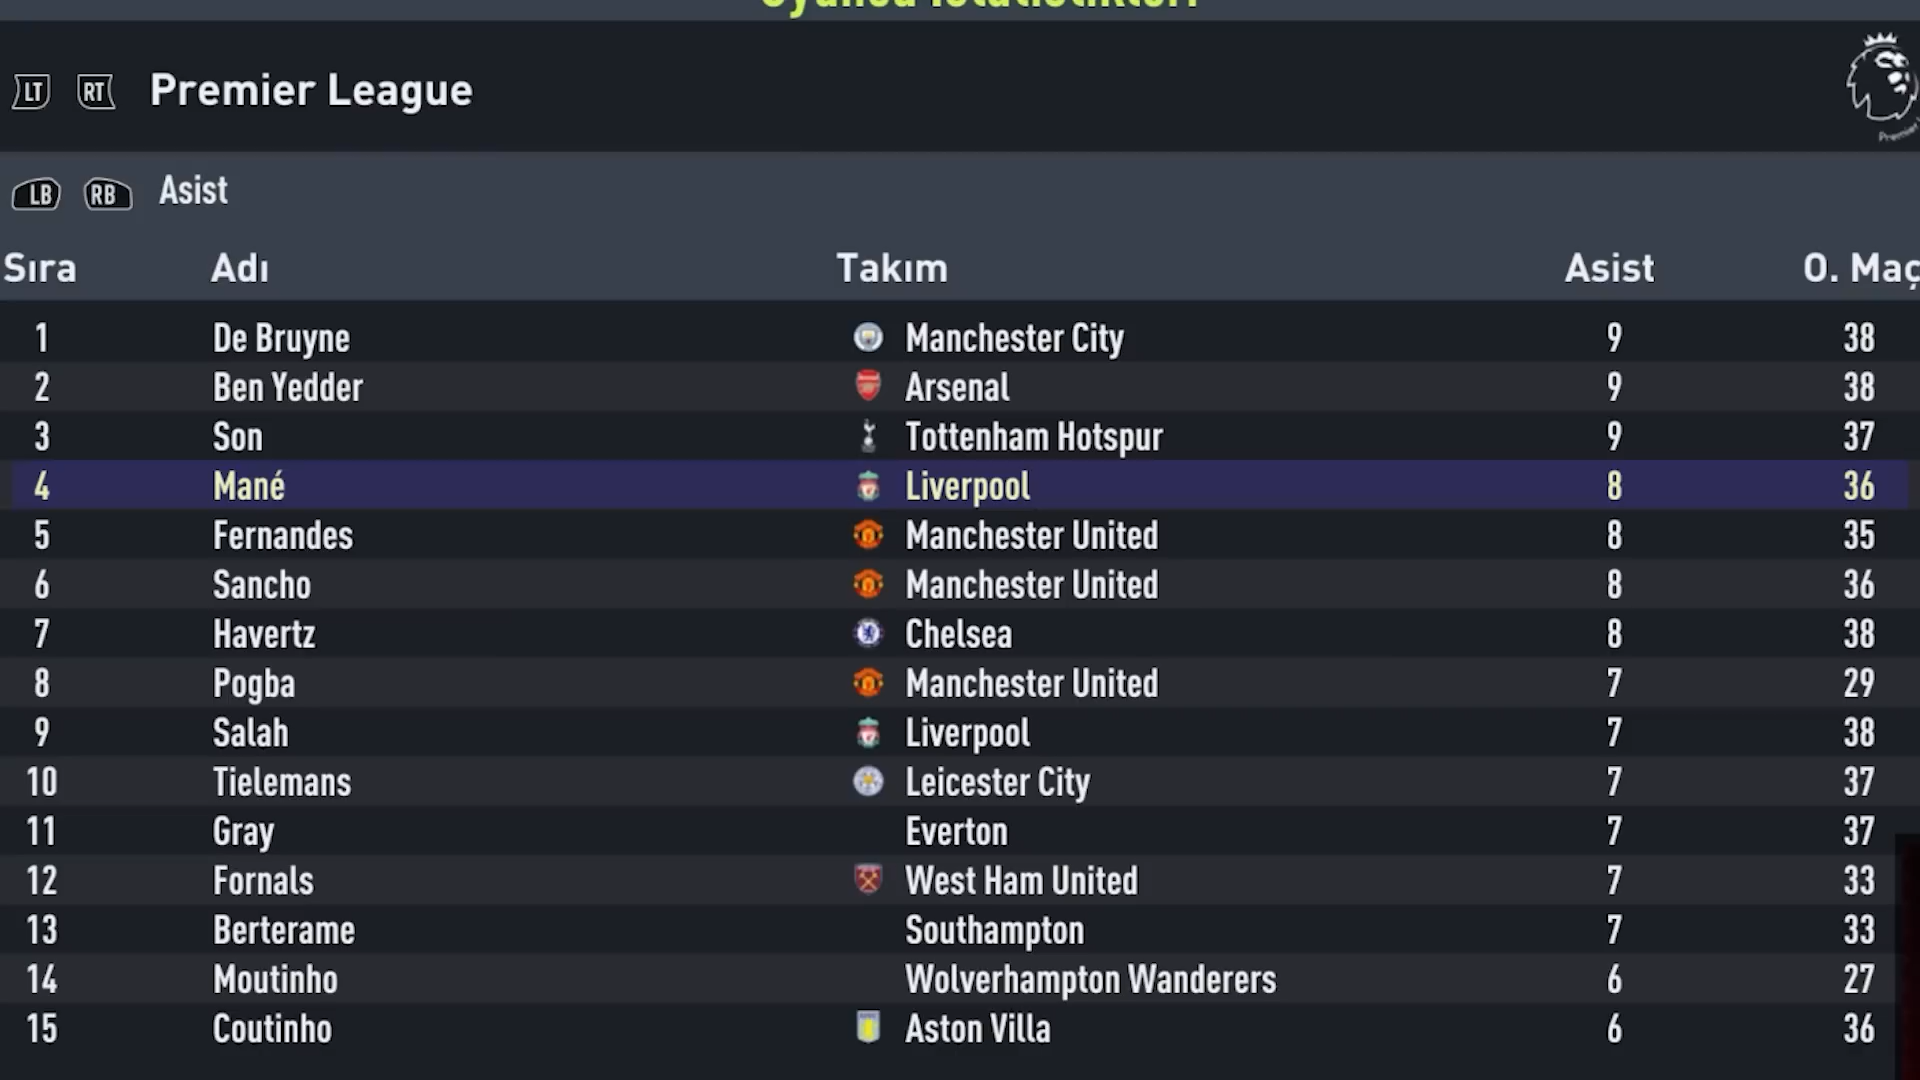 LT RT Premier League
LB RB Asist
Sıra Adı Takım Asist O. Maç
1 De Bruyne Manchester City 9 38
2 Ben Yedder Arsenal 9 38
3 Son Tottenham Hotspur 9 37
4 Mané Liverpool 8 36
5 Fernandes Manchester United 8 35
6 Sancho Manchester United 8 36
7 Havertz Chelsea 8 38
8 Pogba Manchester United 7 29
9 Salah Liverpool 7 38
10 Tielemans Leicester City 7 37
11 Gray Everton 7 37
12 Fornals West Ham United 7 33
13 Berterame Southampton 7 33
14 Moutinho Wolverhampton Wanderers 6 27
15 Coutinho Aston Villa 6 36